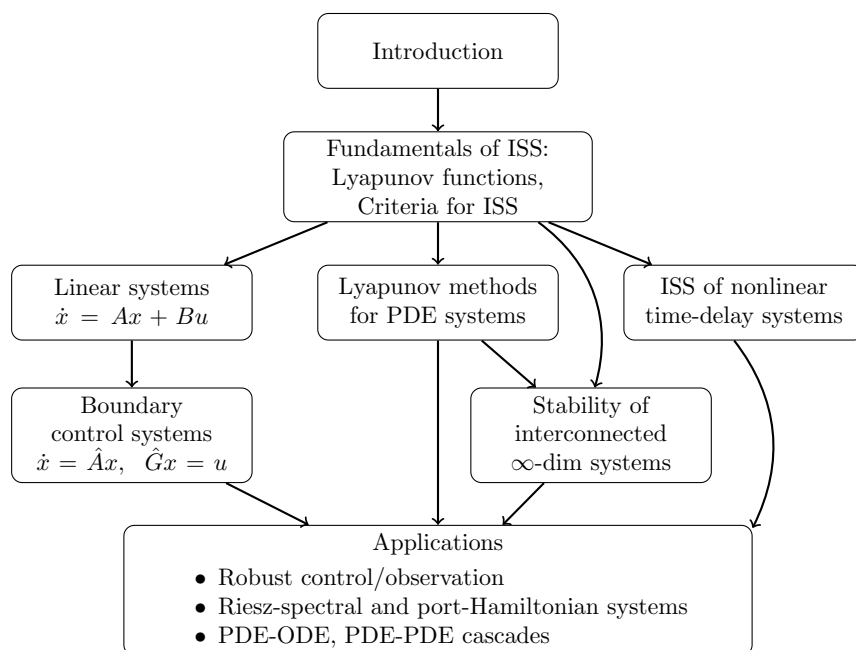 Introduction
Fundamentals of ISS:
Lyapunov functions,
Criteria for ISS
Linear systems
ẋ = Ax + Bu
Lyapunov methods
for PDE systems
ISS of nonlinear
time-delay systems
Boundary
control systems
ẋ = Âx, Ĝx = u
Stability of
interconnected
∞-dim systems
Applications
• Robust control/observation
• Riesz-spectral and port-Hamiltonian systems
• PDE-ODE, PDE-PDE cascades